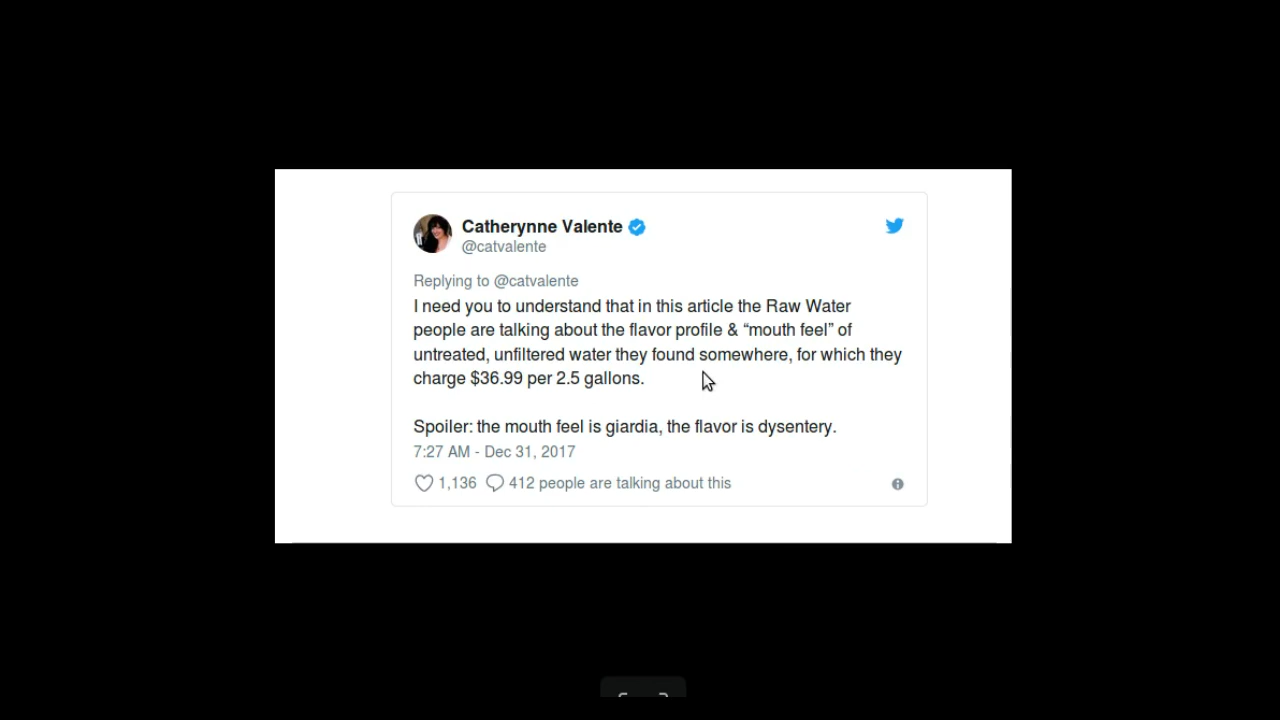 Catherynne Valente
@catvalente
Replying to @catvalente
I need you to understand that in this article the Raw Water
people are talking about the flavor profile & “mouth feel” of
untreated, unfiltered water they found somewhere, for which they
charge $36.99 per 2.5 gallons.
Spoiler: the mouth feel is giardia, the flavor is dysentery.
7:27 AM - Dec 31, 2017
1,136 412 people are talking about this